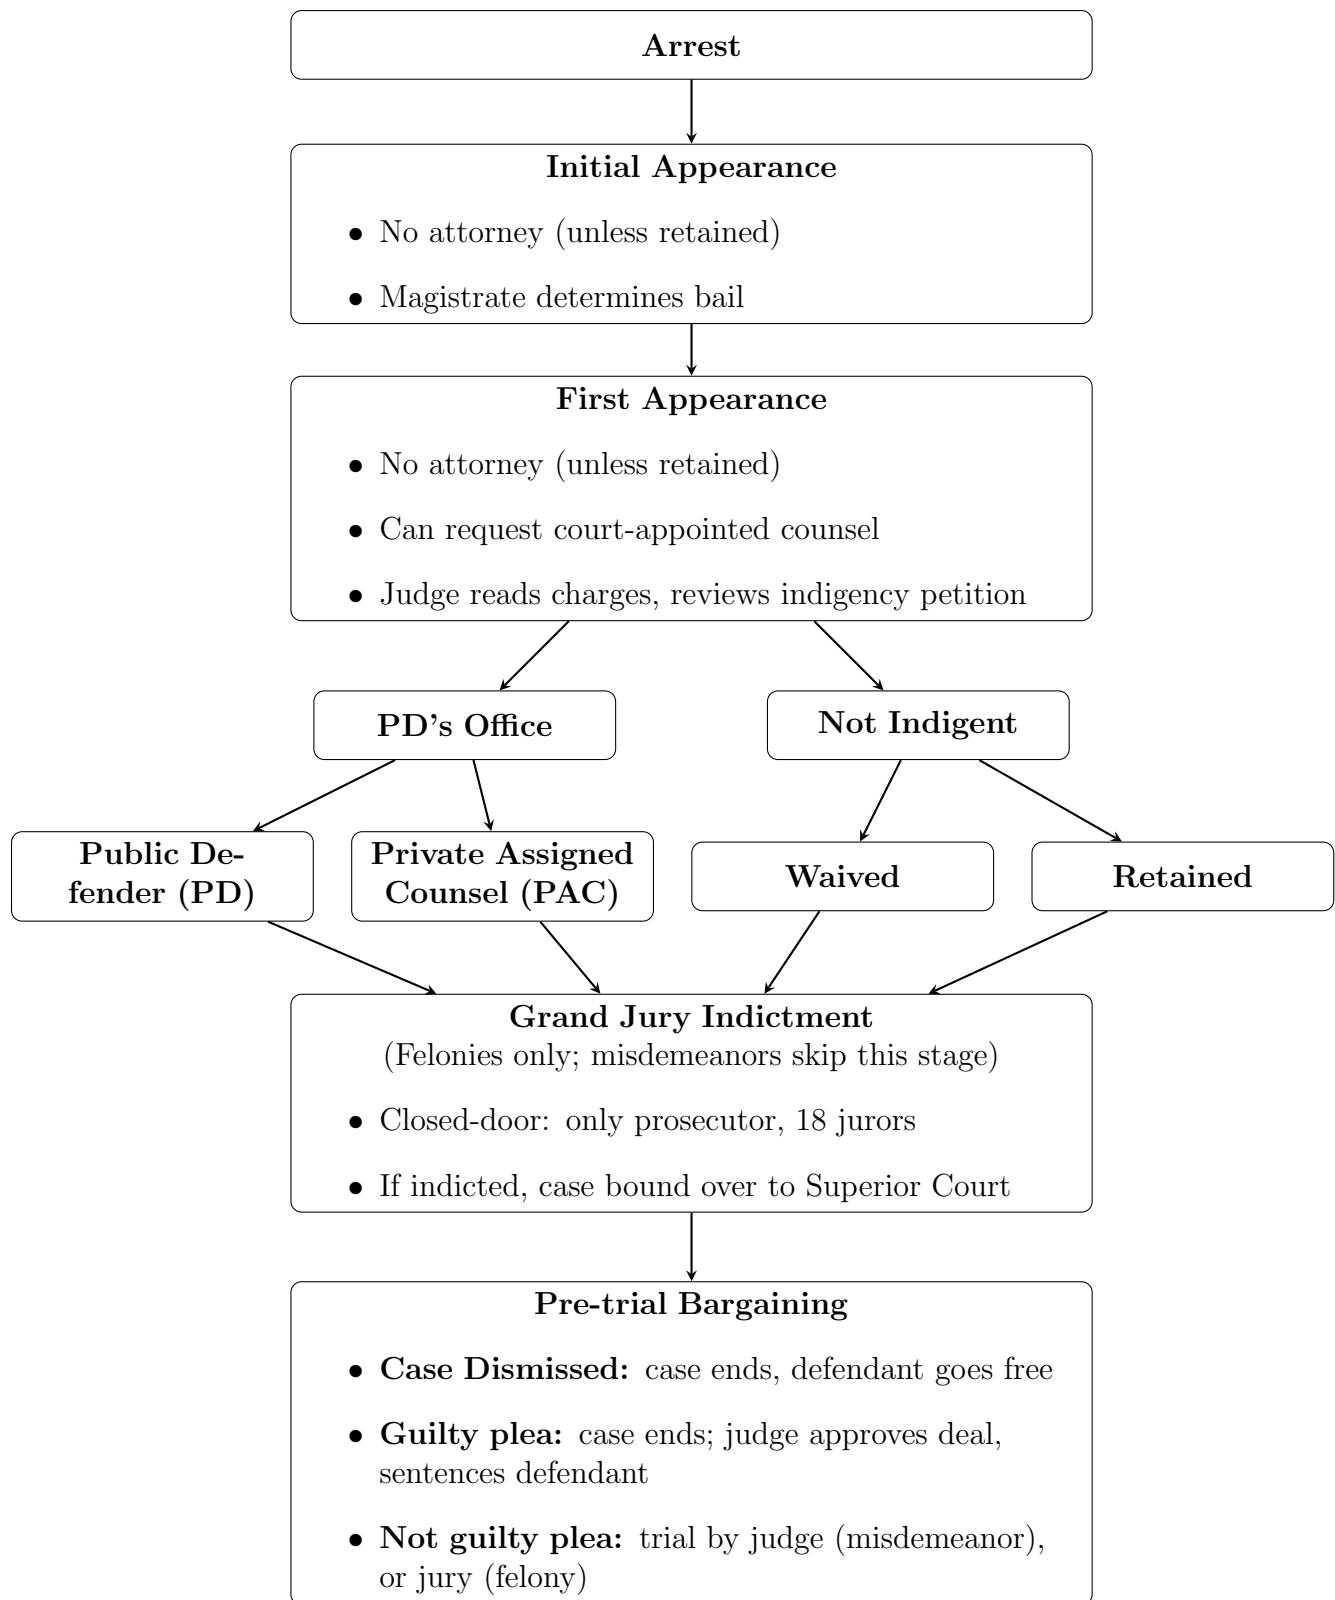 Arrest
Initial Appearance
• No attorney (unless retained)
• Magistrate determines bail
First Appearance
• No attorney (unless retained)
• Can request court-appointed counsel
• Judge reads charges, reviews indigency petition
PD's Office
Not Indigent
Public De-
fender (PD)
Private Assigned
Counsel (PAC)
Waived
Retained
Grand Jury Indictment
(Felonies only; misdemeanors skip this stage)
• Closed-door: only prosecutor, 18 jurors
• If indicted, case bound over to Superior Court
Pre-trial Bargaining
• Case Dismissed: case ends, defendant goes free
• Guilty plea: case ends; judge approves deal,
sentences defendant
• Not guilty plea: trial by judge (misdemeanor),
or jury (felony)